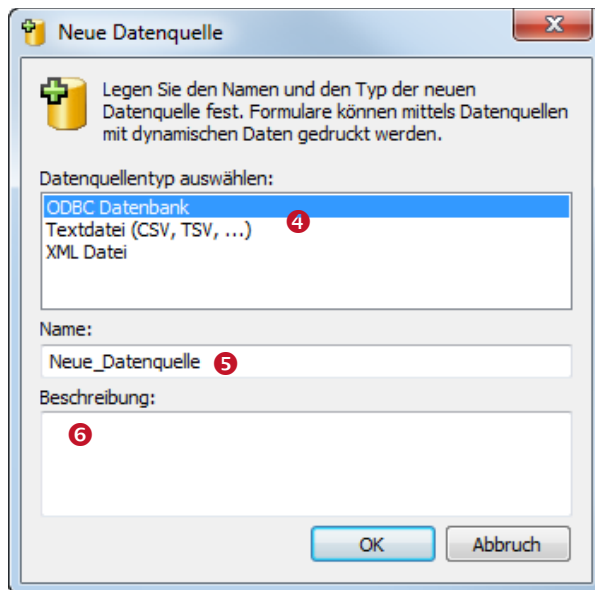 Neue Datenquelle
Legen Sie den Namen und den Typ der neuen
Datenquelle fest. Formulare können mittels Datenquellen
mit dynamischen Daten gedruckt werden.
Datenquellentyp auswählen:
ODBC Datenbank
4
Textdatei (CSV, TSV, ...)
XML Datei
Name:
Neue_Datenquelle 5
Beschreibung:
6
OK Abbruch